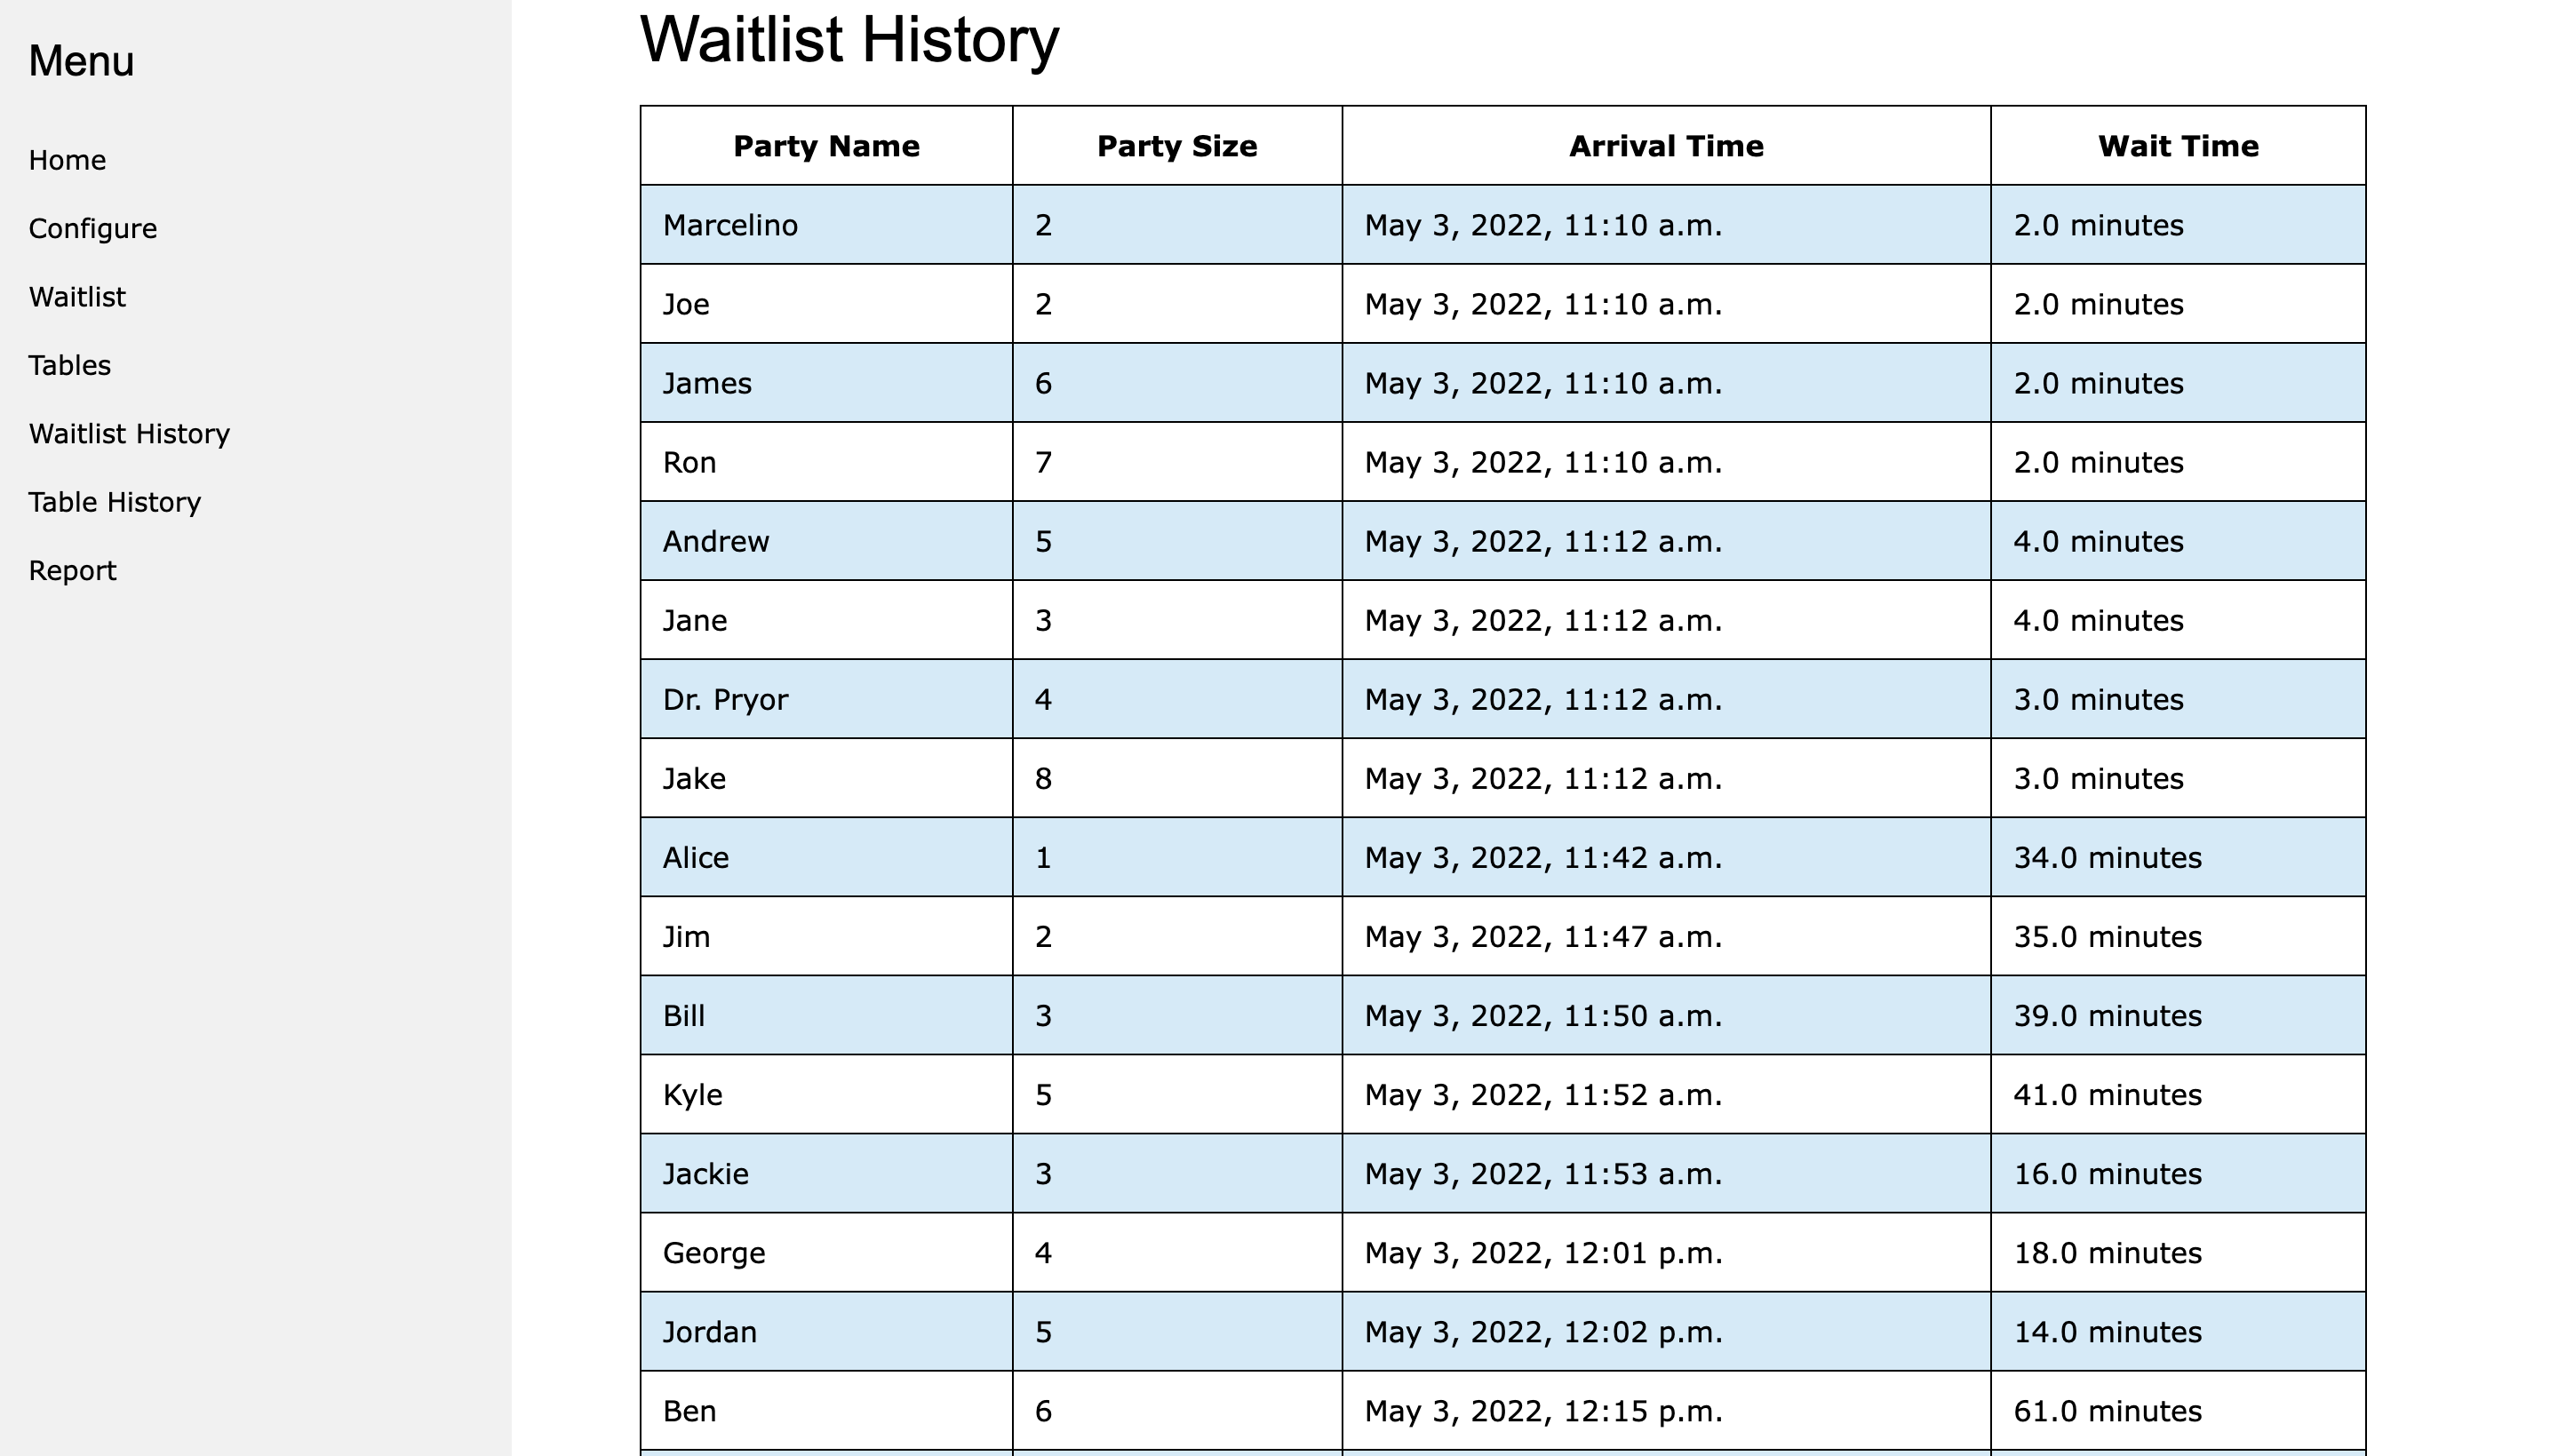 Menu
Home
Configure
Waitlist
Tables
Waitlist History
Table History
Report
Waitlist History
Party Name Party Size Arrival Time Wait Time
Marcelino 2 May 3, 2022, 11:10 a.m. 2.0 minutes
Joe 2 May 3, 2022, 11:10 a.m. 2.0 minutes
James 6 May 3, 2022, 11:10 a.m. 2.0 minutes
Ron 7 May 3, 2022, 11:10 a.m. 2.0 minutes
Andrew 5 May 3, 2022, 11:12 a.m. 4.0 minutes
Jane 3 May 3, 2022, 11:12 a.m. 4.0 minutes
Dr. Pryor 4 May 3, 2022, 11:12 a.m. 3.0 minutes
Jake 8 May 3, 2022, 11:12 a.m. 3.0 minutes
Alice 1 May 3, 2022, 11:42 a.m. 34.0 minutes
Jim 2 May 3, 2022, 11:47 a.m. 35.0 minutes
Bill 3 May 3, 2022, 11:50 a.m. 39.0 minutes
Kyle 5 May 3, 2022, 11:52 a.m. 41.0 minutes
Jackie 3 May 3, 2022, 11:53 a.m. 16.0 minutes
George 4 May 3, 2022, 12:01 p.m. 18.0 minutes
Jordan 5 May 3, 2022, 12:02 p.m. 14.0 minutes
Ben 6 May 3, 2022, 12:15 p.m. 61.0 minutes